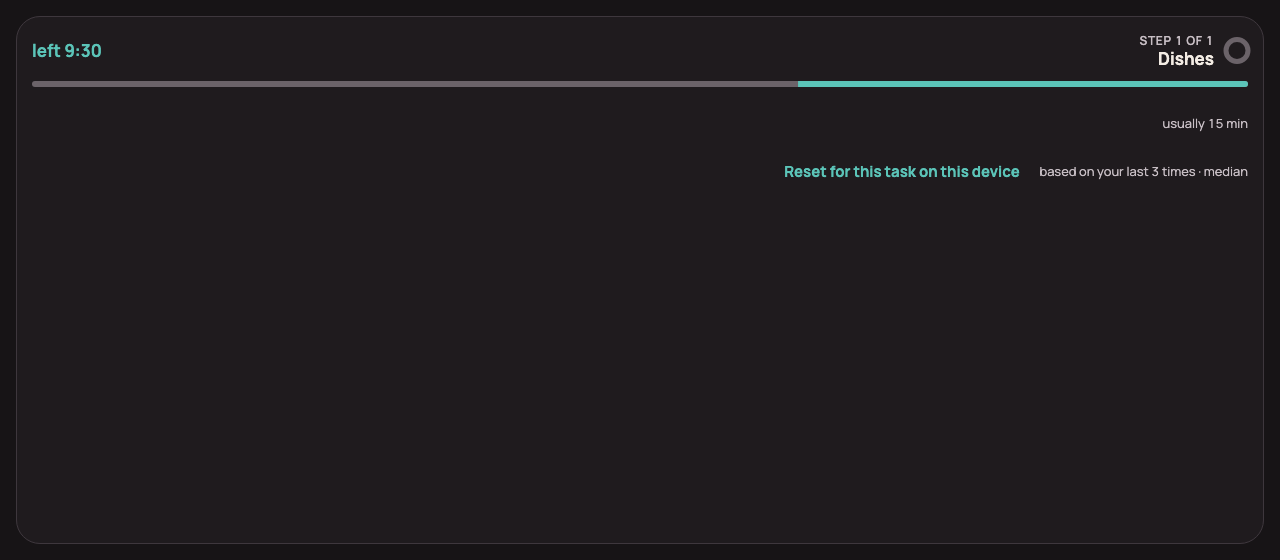 left 9:30
STEP 1 OF 1
Dishes
usually 15 min
Reset for this task on this device
based on your last 3 times · median